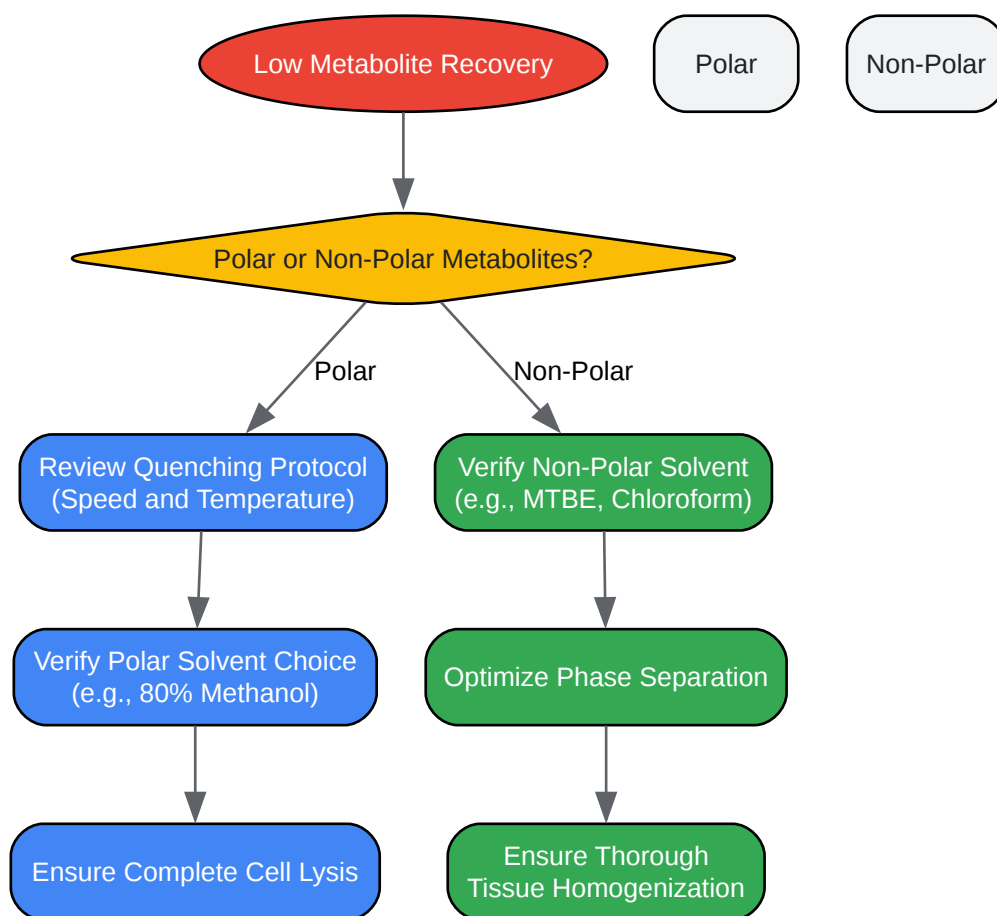 Low Metabolite Recovery
Polar
Non-Polar
Polar or Non-Polar Metabolites?
Polar
Non-Polar
Review Quenching Protocol
(Speed and Temperature)
Verify Non-Polar Solvent
(e.g., MTBE, Chloroform)
Verify Polar Solvent Choice
(e.g., 80% Methanol)
Optimize Phase Separation
Ensure Complete Cell Lysis
Ensure Thorough
Tissue Homogenization